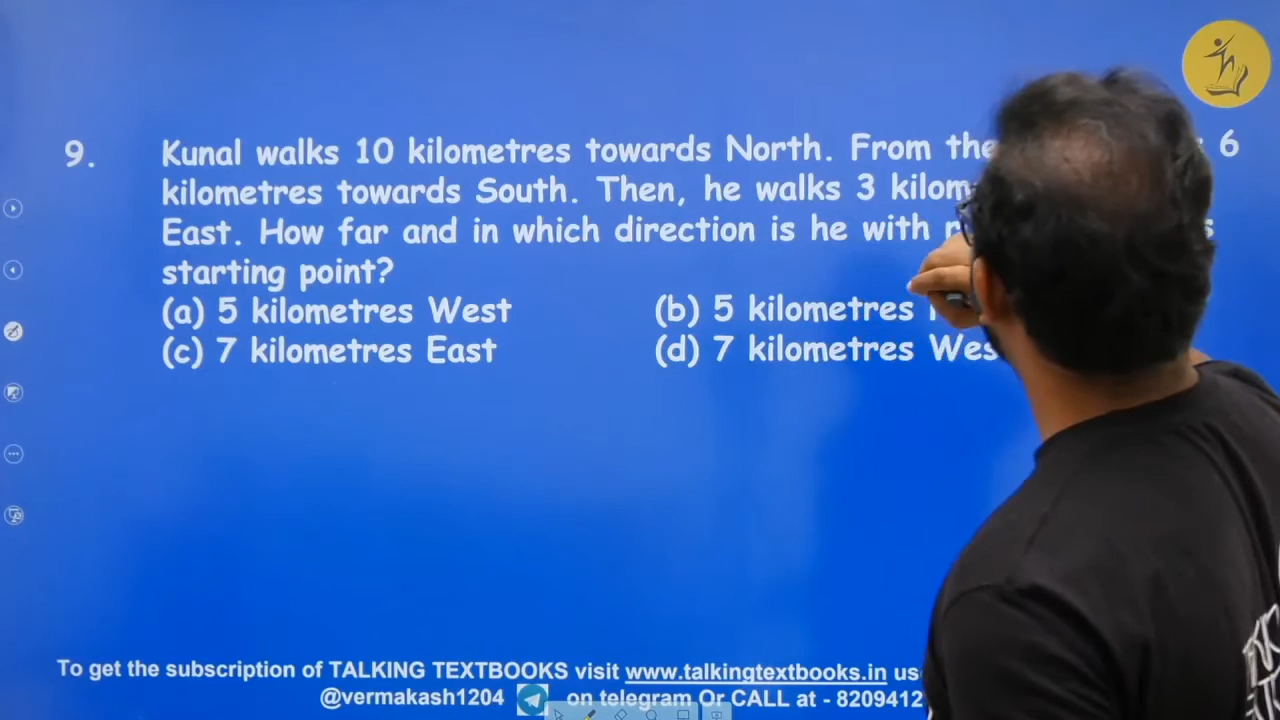 9. Kunal walks 10 kilometres towards North. From 6
kilometres towards South. Then, he walks 3
East. How far and in which direction is he with
starting point?
(a) 5 kilometres West (b) 5 kilometres
(c) 7 kilometres East (d) 7 kilometres
To get the subscription of TALKING TEXTBOOKS visit www.talkingtextbooks.in
@vermakash1204 on telegram Or CALL at - 8209412